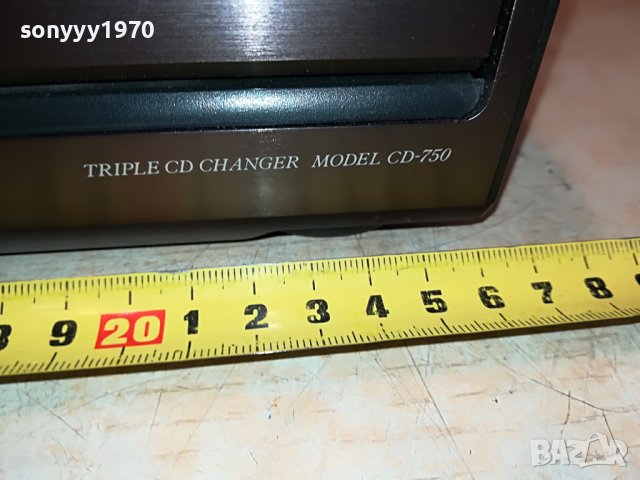 sonyyy1970
TRIPLE CD CHANGER MODEL CD-750
8 9 20 1 2 3 4 5 6 7 8
BAZAR